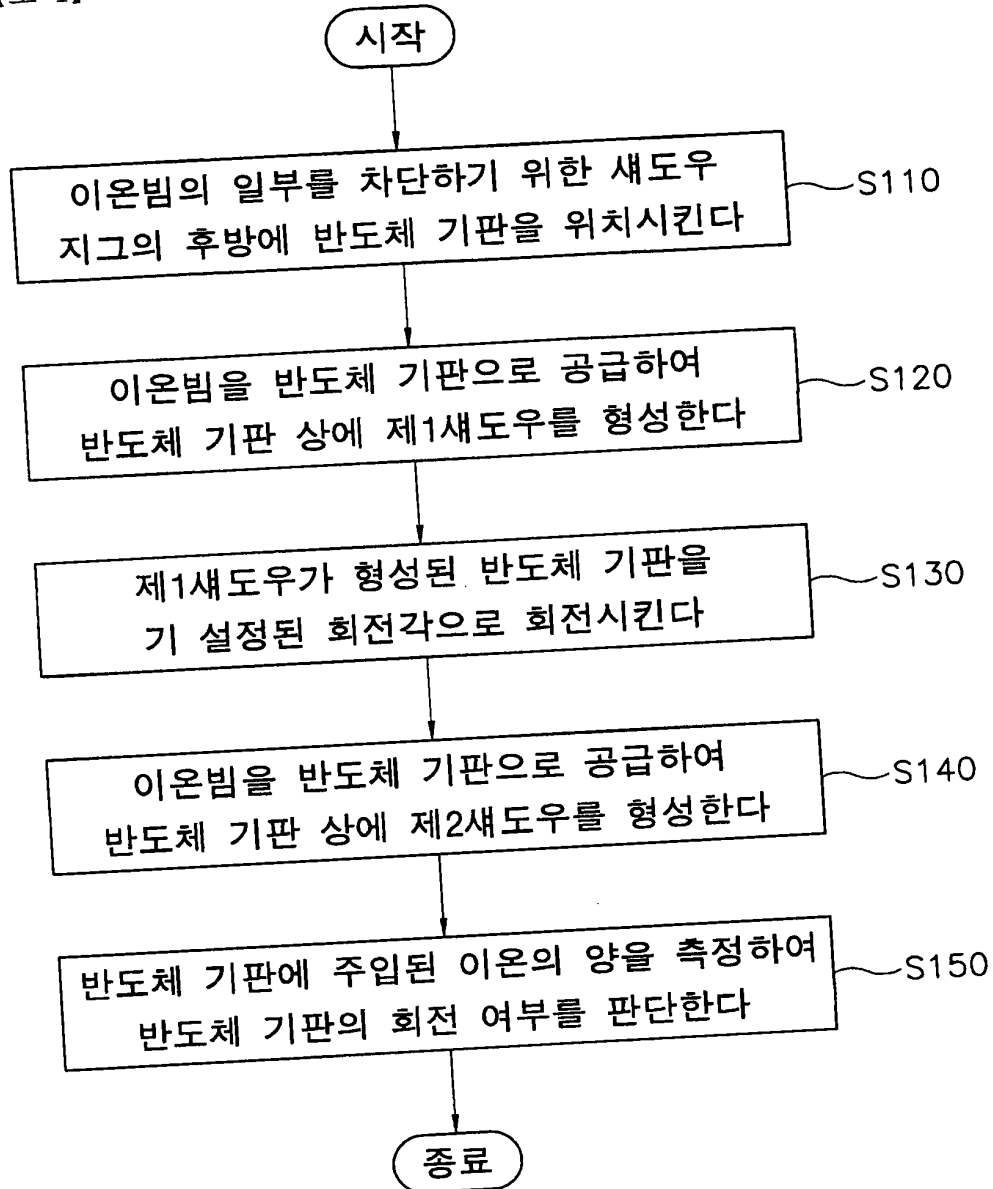 시작
이온빔의 일부를 차단하기 위한 섀도우
지그의 후방에 반도체 기판을 위치시킨다
S110
이온빔을 반도체 기판으로 공급하여
반도체 기판 상에 제1섀도우를 형성한다
S120
제1섀도우가 형성된 반도체 기판을
기 설정된 회전각으로 회전시킨다
S130
이온빔을 반도체 기판으로 공급하여
반도체 기판 상에 제2섀도우를 형성한다
S140
반도체 기판에 주입된 이온의 양을 측정하여
반도체 기판의 회전 여부를 판단한다
S150
종료